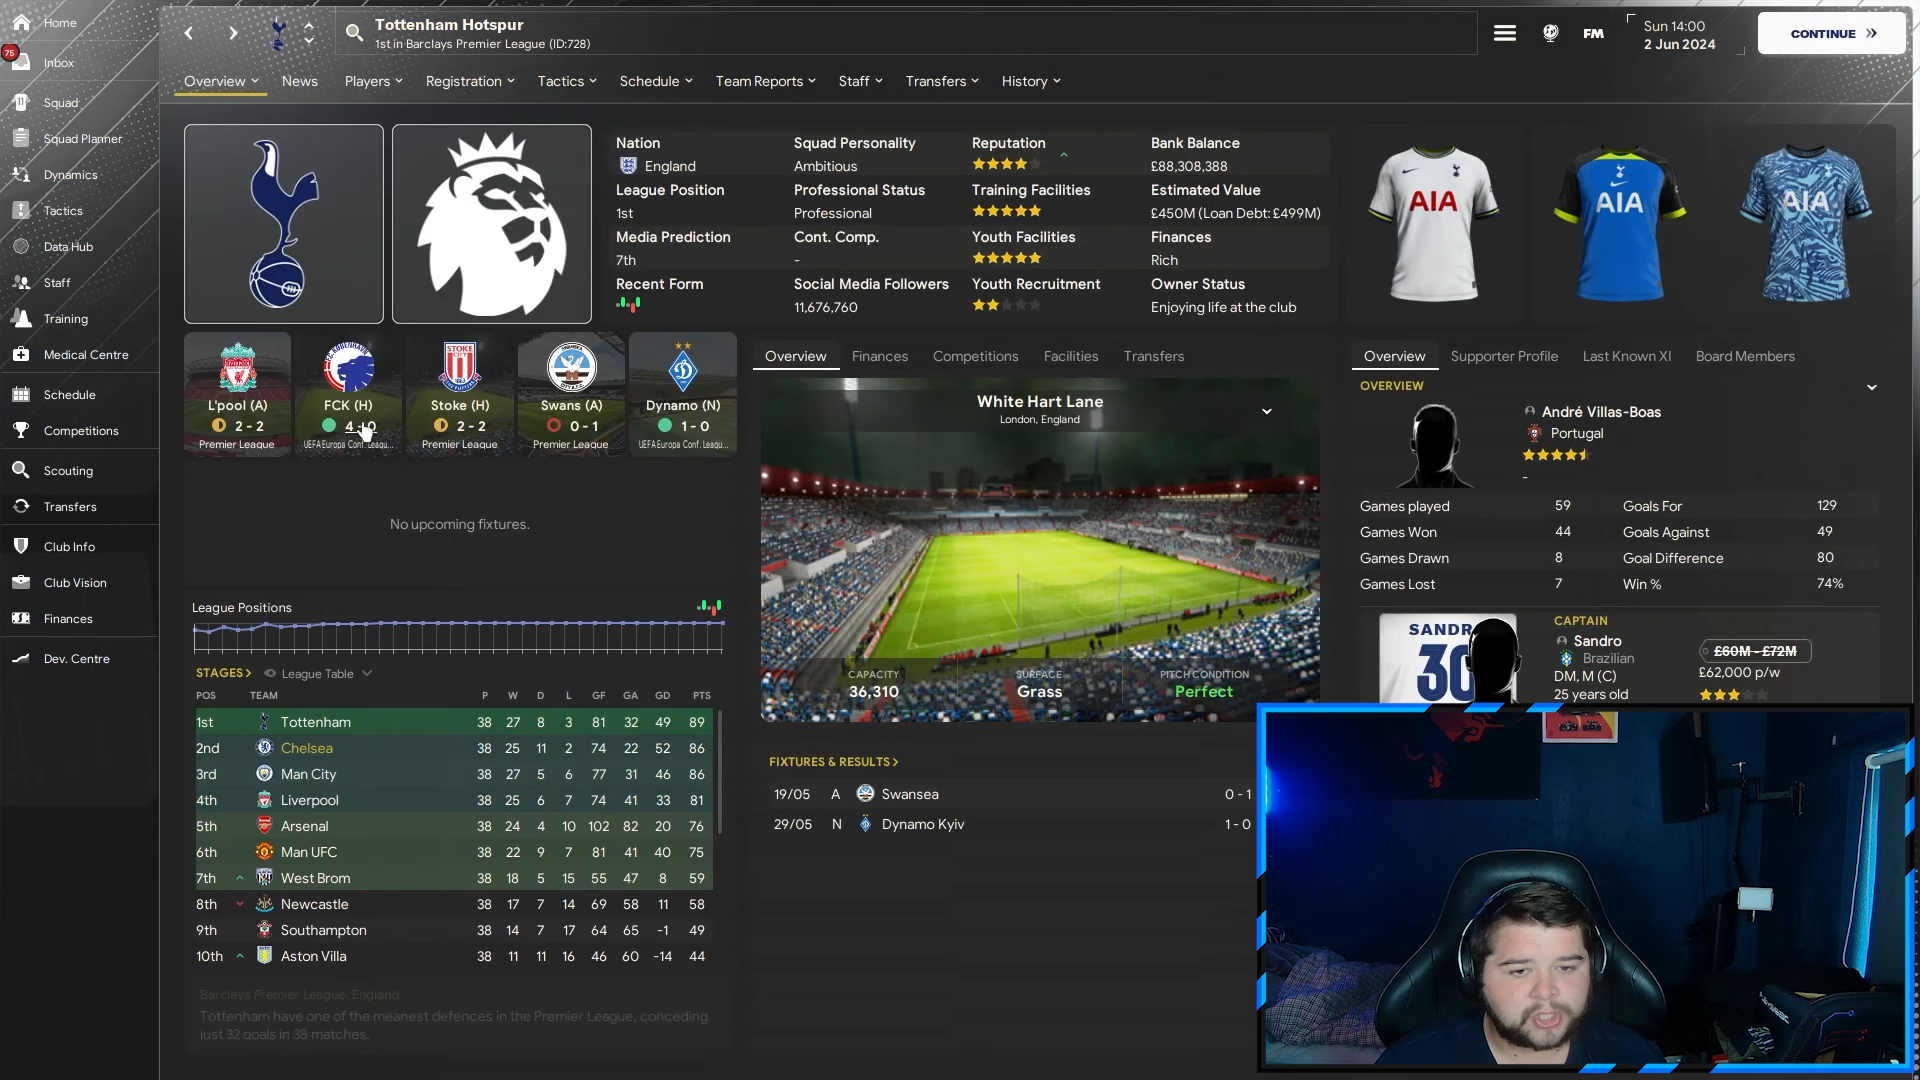 Home
75
Inbox
Squad
Squad Planner
Dynamics
Tactics
Data Hub
Staff
Training
Medical Centre
Schedule
Competitions
Scouting
Transfers
Club Info
Club Vision
Finances
Dev. Centre
Tottenham Hotspur
1st in Barclays Premier League (ID:728)
FM
Sun 14:00
2 Jun 2024
CONTINUE
Overview News Players Registration Tactics Schedule Team Reports Staff Transfers History
Nation
England
League Position
1st
Media Prediction
7th
Recent Form
Squad Personality
Ambitious
Professional Status
Professional
Cont. Comp.
-
Social Media Followers
11,676,760
Reputation
Training Facilities
Youth Facilities
Youth Recruitment
Bank Balance
£88,308,388
Estimated Value
£450M (Loan Debt: £499M)
Finances
Rich
Owner Status
Enjoying life at the club
AIA
AIA
AIA
L'pool (A)
2 - 2
Premier League
FCK (H)
UEFA Europa Conf. Leagu...
STOKE CITY
Stoke (H)
2 - 2
Premier League
Swans (A)
0 - 1
Premier League
Dynamo (N)
1 - 0
UEFA Europa Conf. Leagu...
No upcoming fixtures.
League Positions
STAGES> League Table
POS TEAM P W D L GF GA GD PTS
1st Tottenham 38 27 8 3 81 32 49 89
2nd Chelsea 38 25 11 2 74 22 52 86
3rd Man City 38 27 5 6 77 31 46 86
4th Liverpool 38 25 6 7 74 41 33 81
5th Arsenal 38 24 4 10 102 82 20 76
6th Man UFC 38 22 9 7 81 41 40 75
7th West Brom 38 18 5 15 55 47 8 59
8th Newcastle 38 17 7 14 69 58 11 58
9th Southampton 38 14 7 17 64 65 -1 49
10th Aston Villa 38 11 11 16 46 60 -14 44
Barclays Premier League, England
Tottenham have one of the meanest defences in the Premier League, conceding
just 32 goals in 38 matches.
Overview Finances Competitions Facilities Transfers
White Hart Lane
London, England
CAPACITY
36,310
SURFACE
Grass
PITCH CONDITION
Perfect
FIXTURES & RESULTS>
19/05 A Swansea 0 - 1
29/05 N Dynamo Kyiv 1 - 0
Overview Supporter Profile Last Known XI Board Members
OVERVIEW
André Villas-Boas
Portugal
-
Games played 59 Goals For 129
Games Won 44 Goals Against 49
Games Drawn 8 Goal Difference 80
Games Lost 7 Win % 74%
SANDR
30
CAPTAIN
Sandro
Brazilian
DM, M (C)
25 years old
£60M - £72M
£62,000 p/w